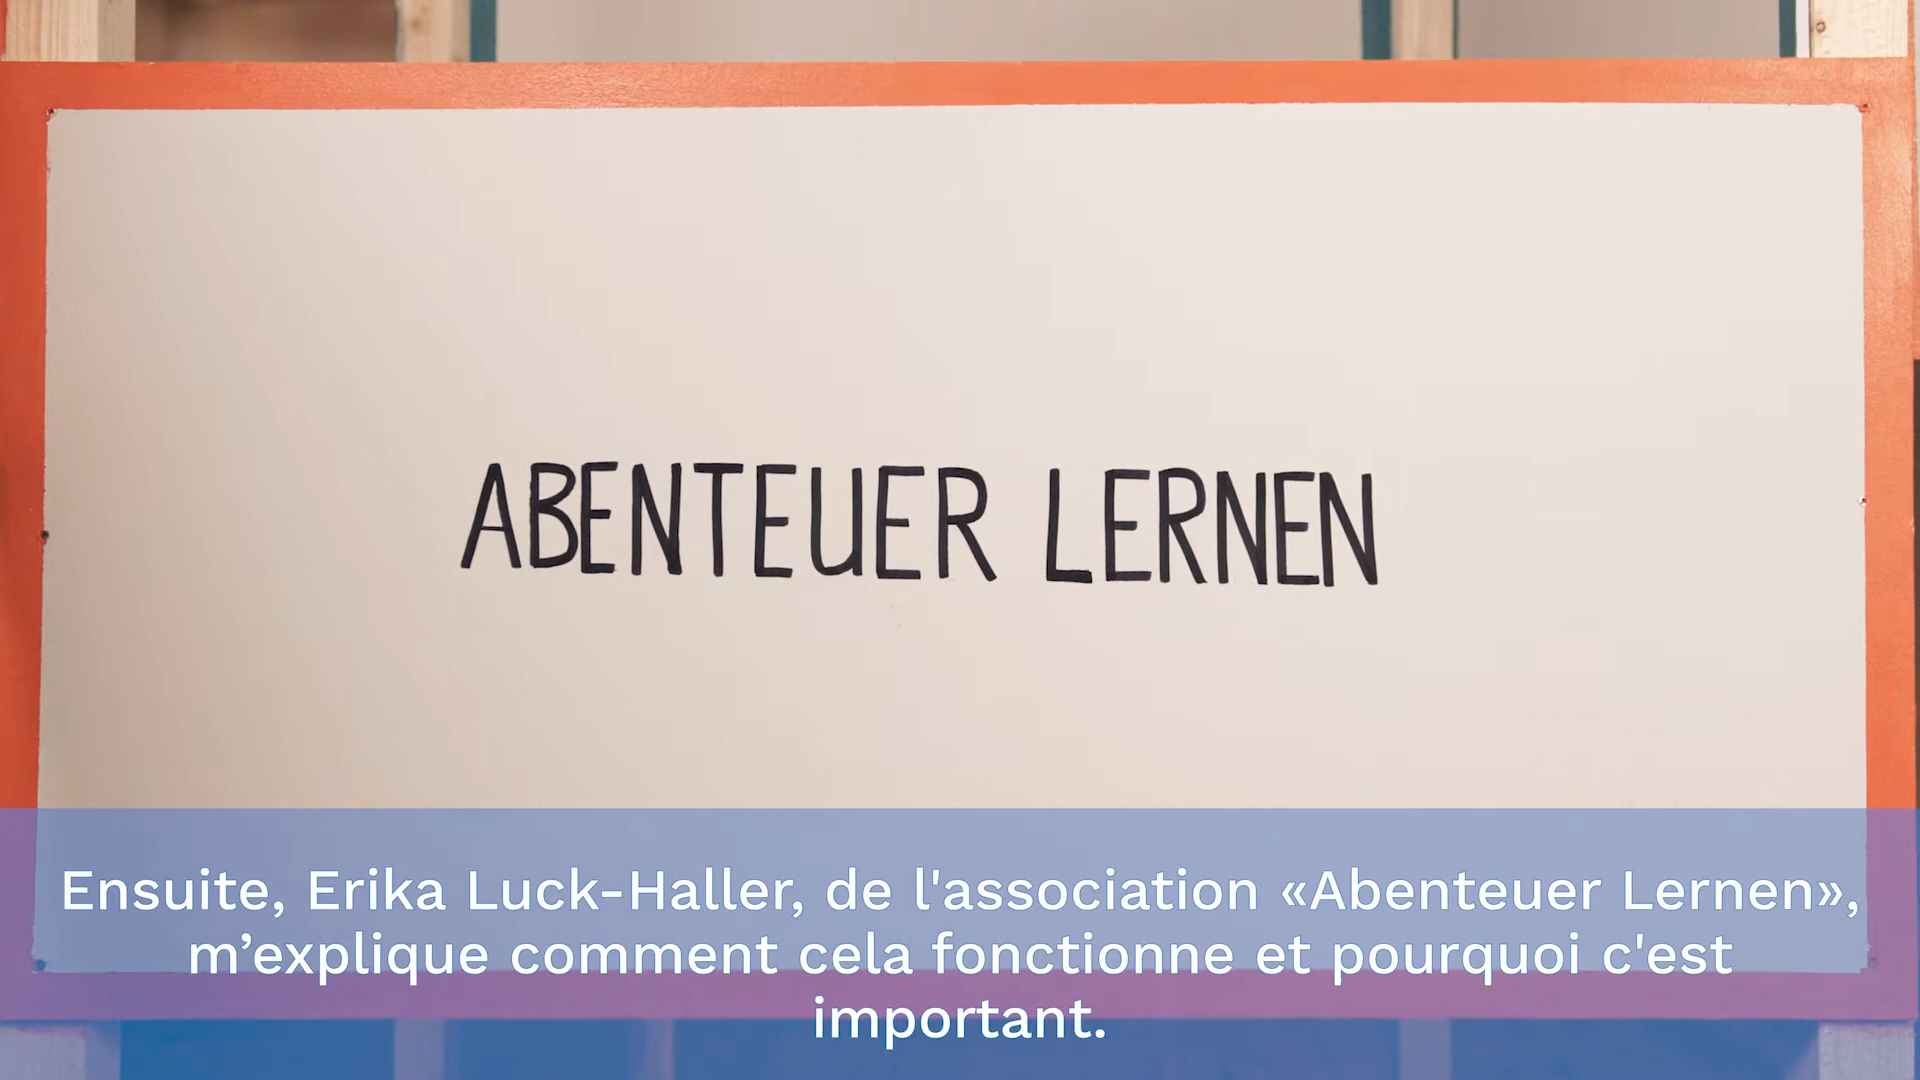 ABENTEUER LERNEN
Ensuite, Erika Luck-Haller, de l'association «Abenteuer Lernen»,
m’explique comment cela fonctionne et pourquoi c'est
important.